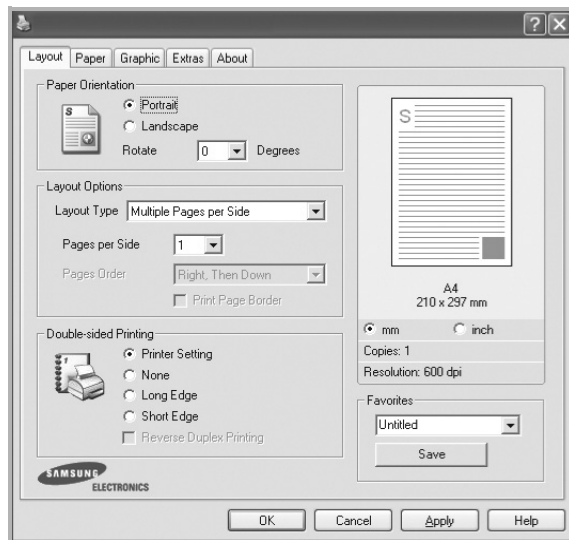 Layout Paper Graphic Extras About
Paper Orientation
S
Portrait
Landscape
Rotate 0 Degrees
Layout Options
Layout Type Multiple Pages per Side
Pages per Side 1
Pages Order Right, Then Down
Print Page Border
Double-sided Printing
Printer Setting
None
Long Edge
Short Edge
Reverse Duplex Printing
SAMSUNG
ELECTRONICS
S
A4
210 x 297 mm
mm inch
Copies: 1
Resolution: 600 dpi
Favorites
Untitled
Save
OK Cancel Apply Help